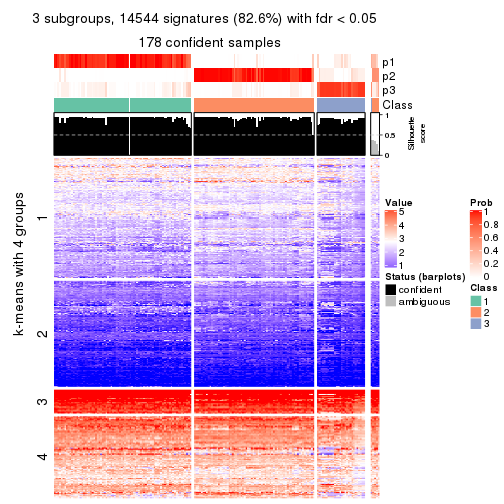 3 subgroups, 14544 signatures (82.6%) with fdr < 0.05
178 confident samples
p1
p2
p3
Class
1
0.5
0
Silhouette
score
k-means with 4 groups
1
2
3
4
Value
5
4
3
2
1
Status (barplots)
confident
ambiguous
Prob
1
0.8
0.6
0.4
0.2
0
Class
1
2
3